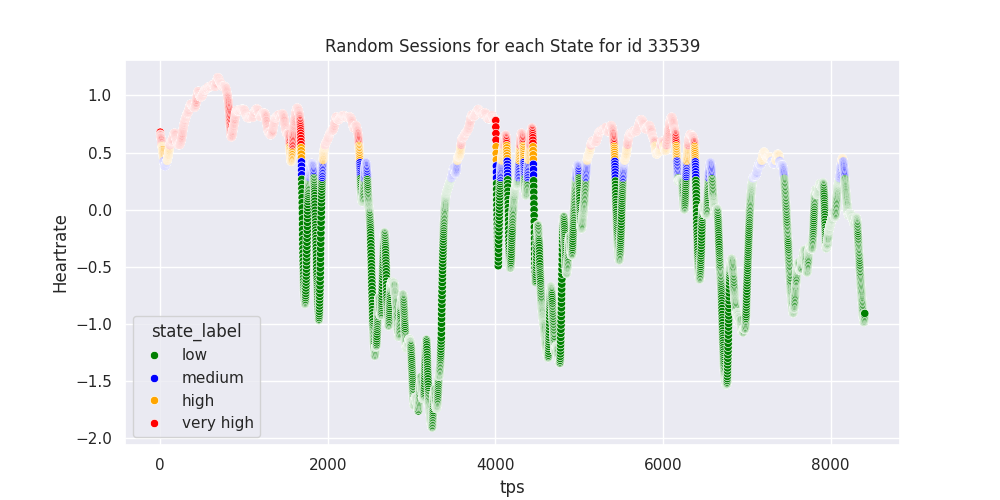 Random Sessions for each State for id 33539
Heartrate
1.0
0.5
0.0
−0.5
−1.0
−1.5
−2.0
state_label
low
medium
high
very high
0 2000 4000 6000 8000
tps